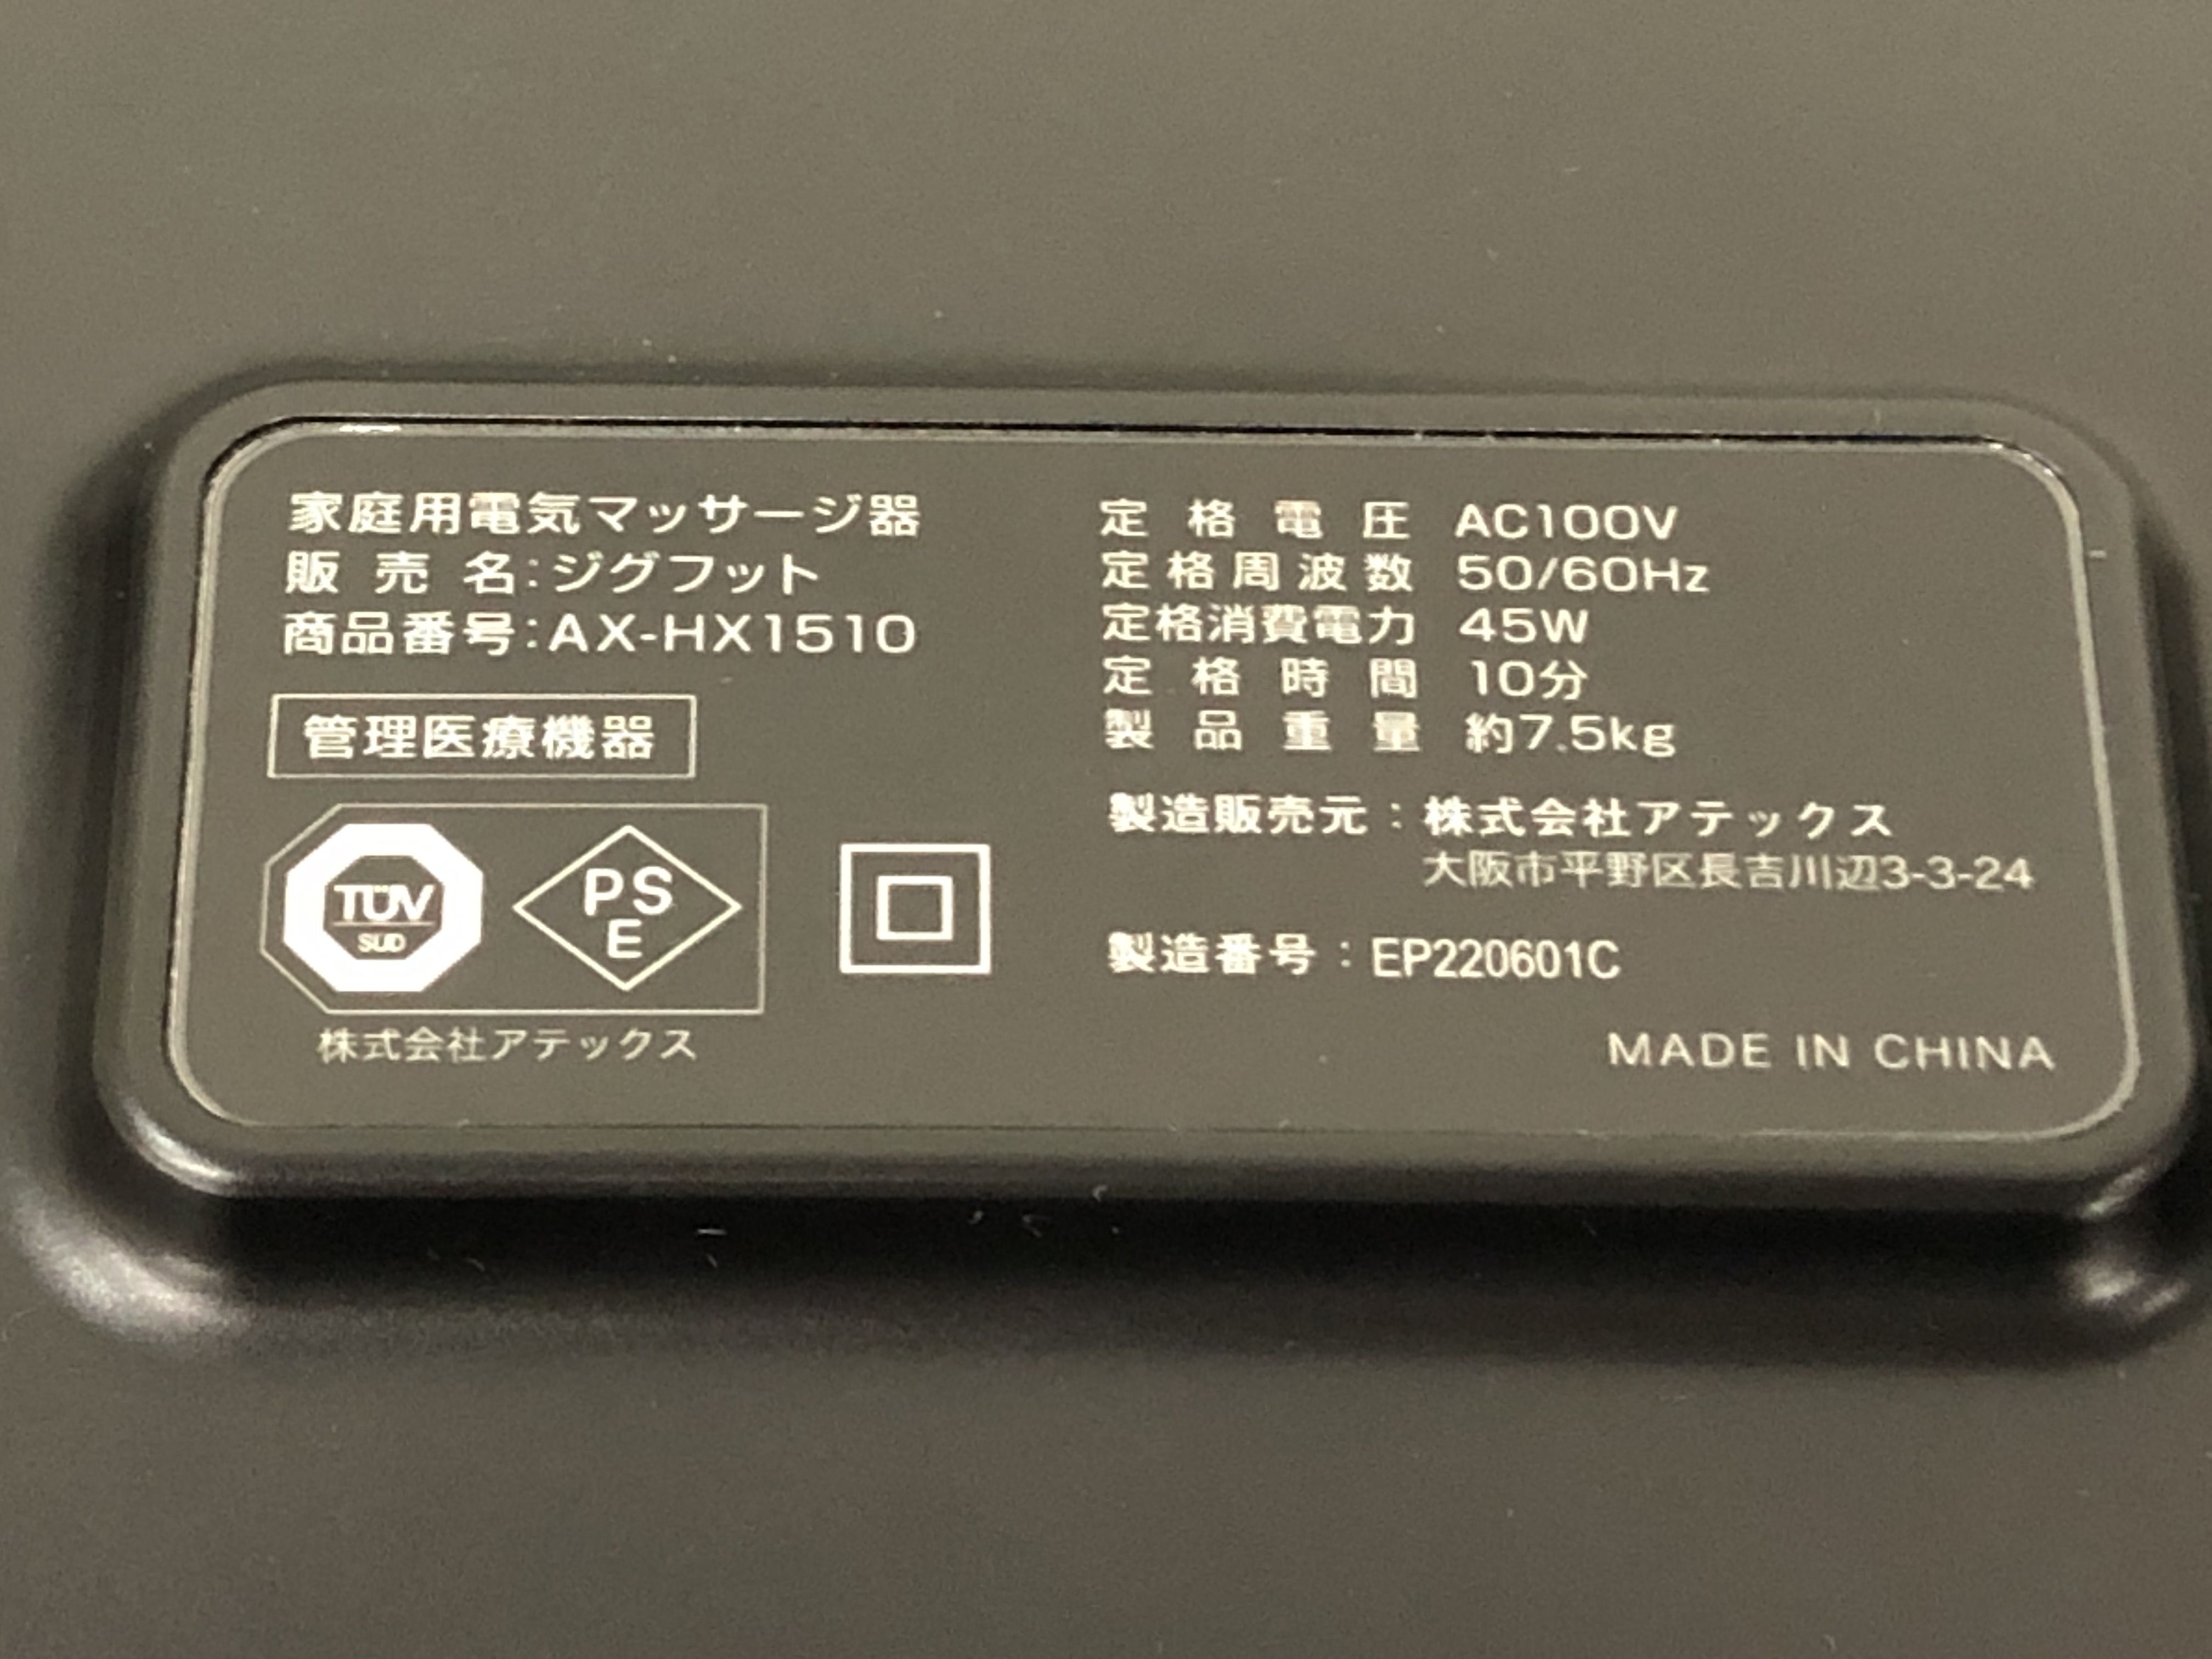 家庭用電気マッサージ器
販売名:ジグフット
商品番号:AX-HX1510
管理医療機器
TÜV
SÜD
PS
E
株式会社アテックス
定格電圧 AC100V
定格周波数 50/60Hz
定格消費電力 45W
定格時間 10分
製品重量 約7.5kg
製造販売元:株式会社アテックス
大阪市平野区長吉川辺3-3-24
製造番号:EP220601C
MADE IN CHINA